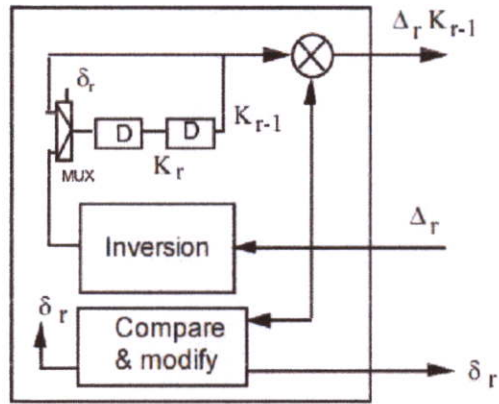 Δr Kr-1
δr
D
D
Kr-1
Kr
MUX
Δr
Inversion
δr
Compare
& modify
δr